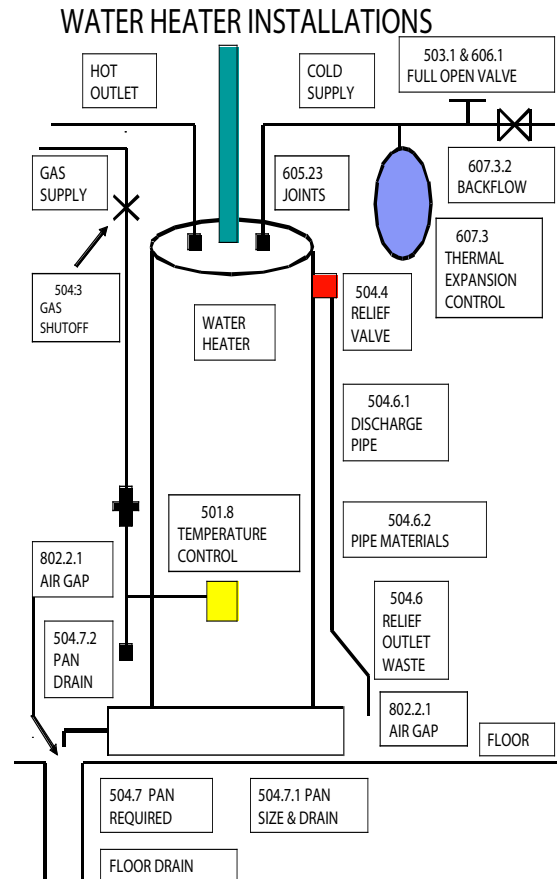 WATER HEATER INSTALLATIONS
HOT
OUTLET
COLD
SUPPLY
503.1 & 606.1
FULL OPEN VALVE
GAS
SUPPLY
605.23
JOINTS
607.3.2
BACKFLOW
607.3
THERMAL
EXPANSION
CONTROL
504:3
GAS
SHUTOFF
WATER
HEATER
504.4
RELIEF
VALVE
504.6.1
DISCHARGE
PIPE
501.8
TEMPERATURE
CONTROL
504.6.2
PIPE MATERIALS
802.2.1
AIR GAP
504.6
RELIEF
OUTLET
WASTE
504.7.2
PAN
DRAIN
802.2.1
AIR GAP
FLOOR
504.7 PAN
REQUIRED
504.7.1 PAN
SIZE & DRAIN
FLOOR DRAIN